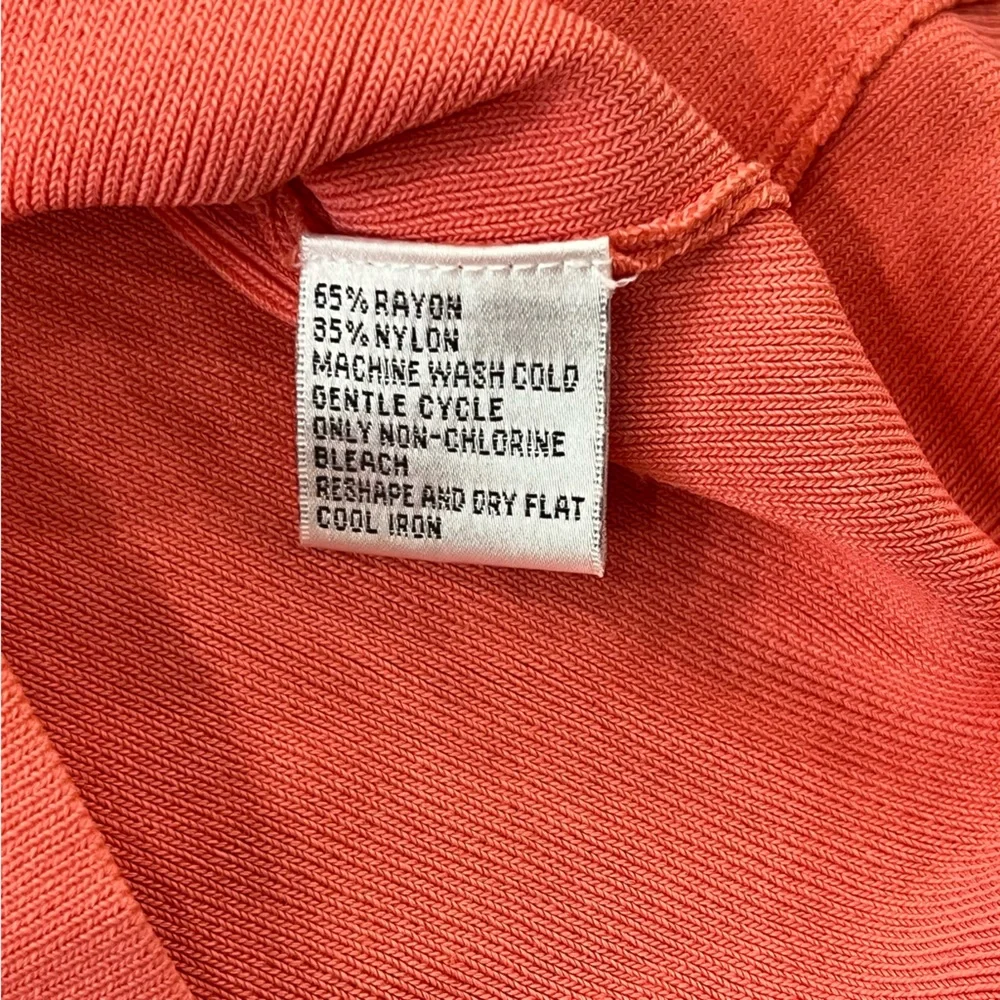 65% RAYON
35% NYLON
MACHINE WASH COLD
GENTLE CYCLE
ONLY NON-CHLORINE
BLEACH
RESHAPE AND DRY FLAT
COOL IRON